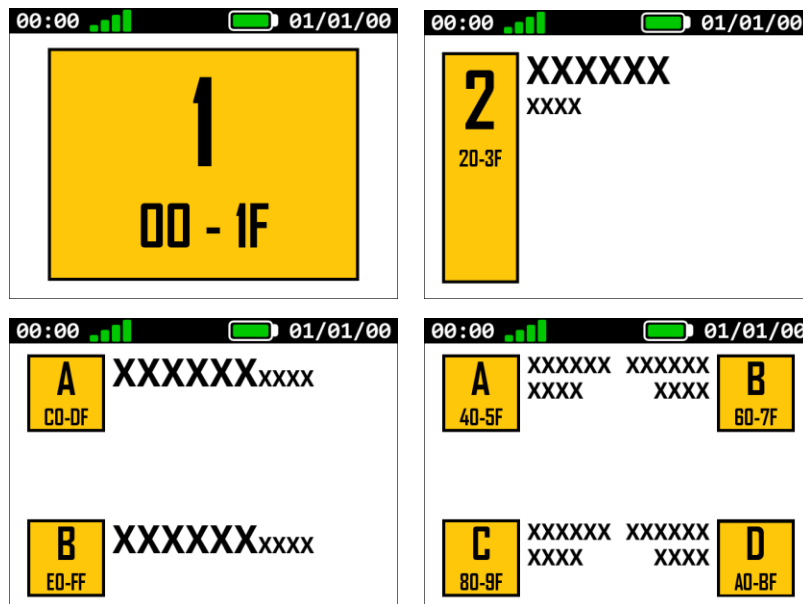 00:00 01/01/00
1
00 - 1F
00:00 01/01/00
2
20-3F
XXXXXX
XXXX
00:00 01/01/00
A
C0-DF
XXXXXXXXXX
B
E0-FF
XXXXXXXXXX
00:00 01/01/00
A
40-5F
XXXXXX XXXXXX
XXXX XXXX
B
60-7F
C
80-9F
XXXXXX XXXXXX
XXXX XXXX
D
A0-BF